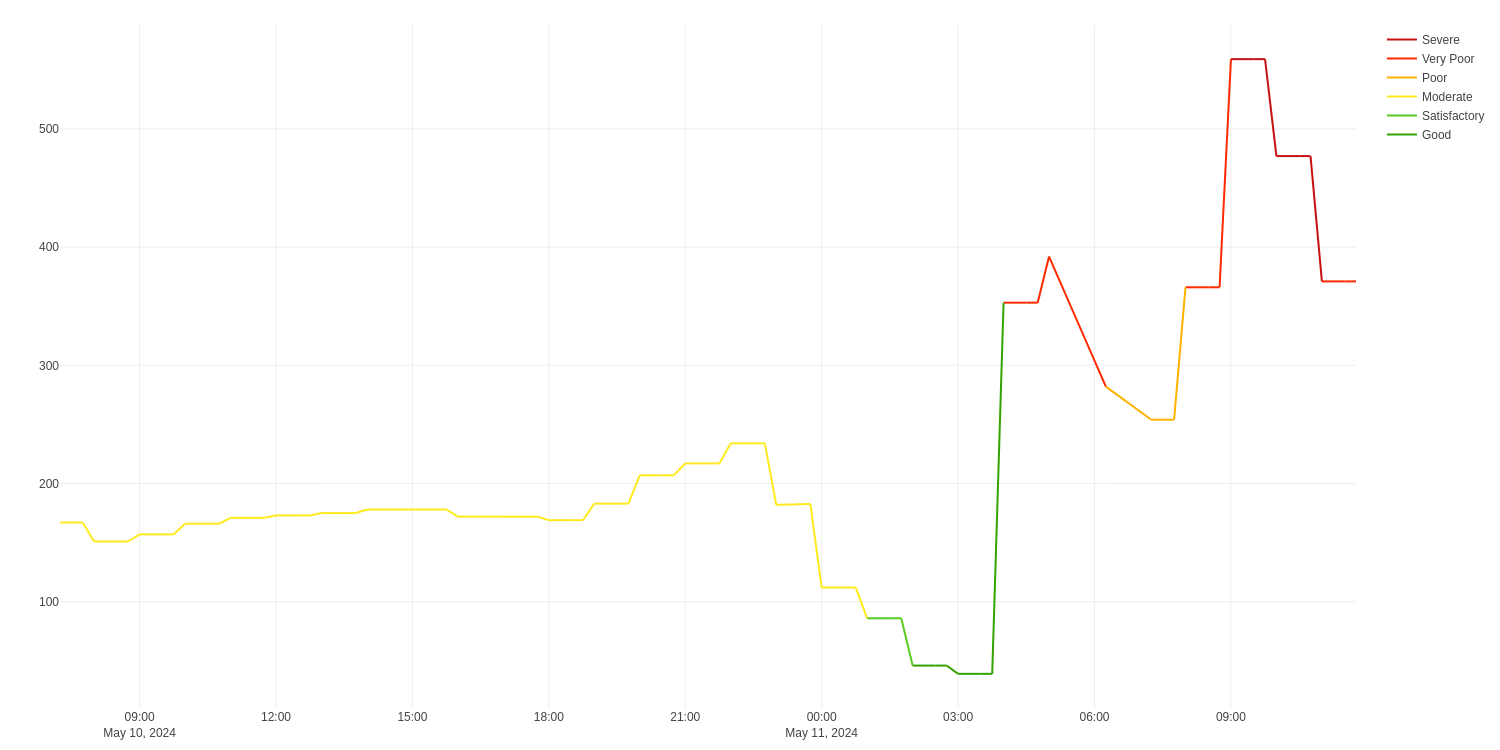 500
400
300
200
100
09:00
May 10, 2024
12:00
15:00
18:00
21:00
00:00
May 11, 2024
03:00
06:00
09:00
Severe
Very Poor
Poor
Moderate
Satisfactory
Good